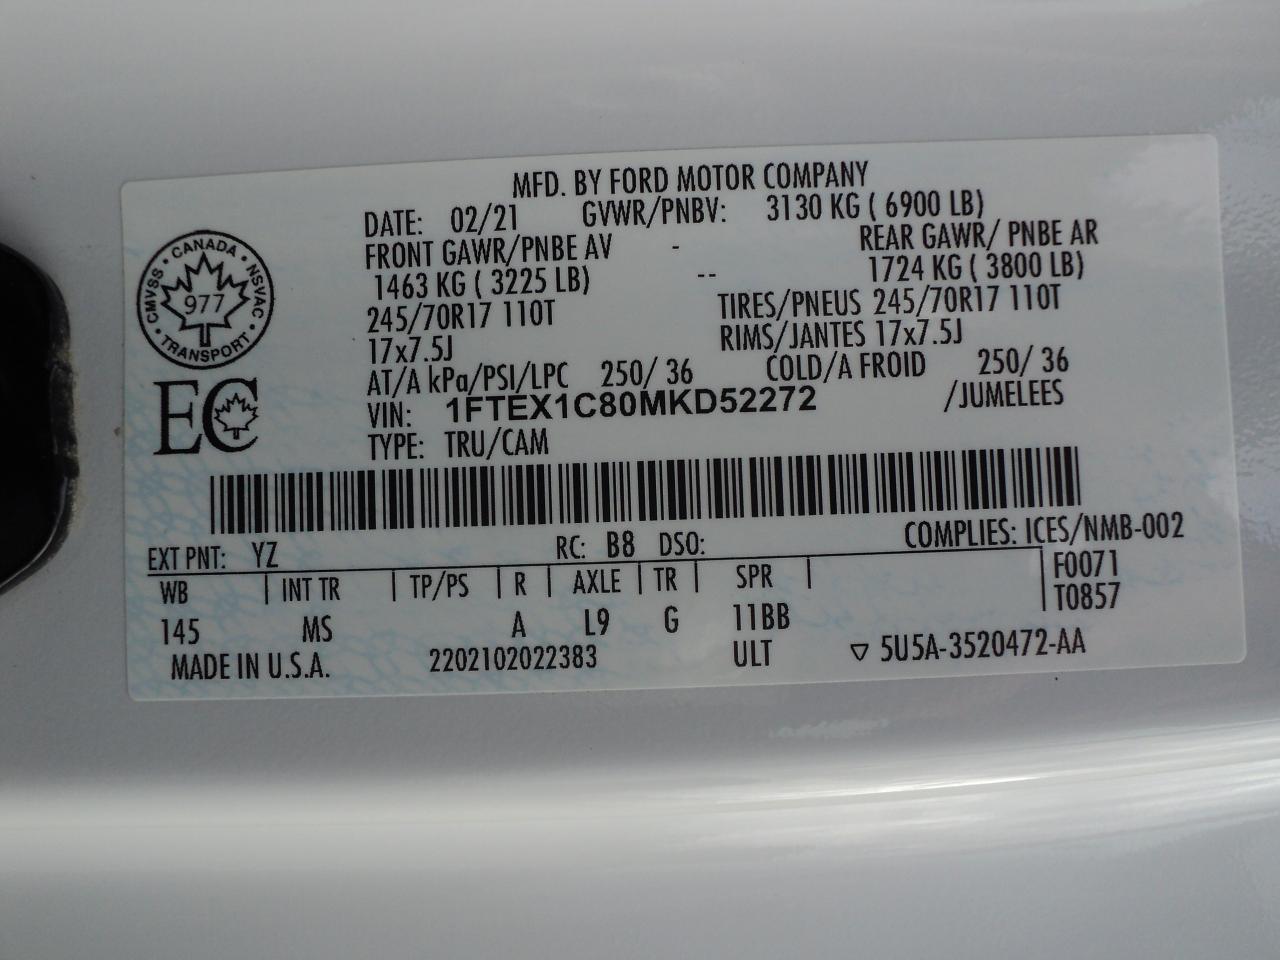 MFD. BY FORD MOTOR COMPANY
DATE: 02/21 GVWR/PNBV: 3130 KG ( 6900 LB)
FRONT GAWR/PNBE AV - REAR GAWR/ PNBE AR
1463 KG ( 3225 LB) -- 1724 KG ( 3800 LB)
245/70R17 110T TIRES/PNEUS 245/70R17 110T
17x7.5J RIMS/JANTES 17x7.5J
AT/A kPa/PSI/LPC 250/ 36 COLD/A FROID 250/ 36
VIN: 1FTEX1C80MKD52272 /JUMELEES
TYPE: TRU/CAM
CANADA
CMVSS 977 NSVAC
TRANSPORT
EC
COMPLIES: ICES/NMB-002
EXT PNT: YZ RC: B8 DSO:
WB INT TR TP/PS R AXLE TR SPR F0071
145 MS A L9 G 11BB T0857
MADE IN U.S.A. 2202102022383 ULT ▽ 5U5A-3520472-AA